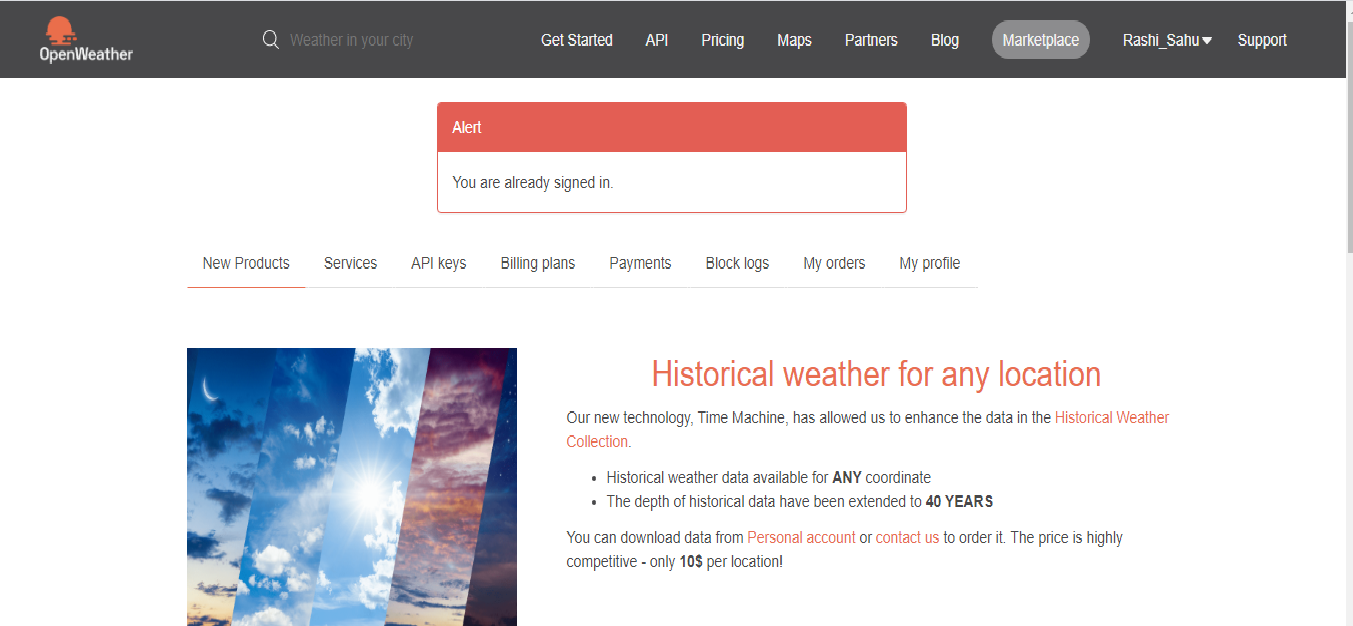 OpenWeather
Weather in your city
Get Started
API
Pricing
Maps
Partners
Blog
Marketplace
Rashi_Sahu
Support
Alert
You are already signed in.
New Products
Services
API keys
Billing plans
Payments
Block logs
My orders
My profile
Historical weather for any location
Our new technology, Time Machine, has allowed us to enhance the data in the Historical Weather
Collection.
Historical weather data available for ANY coordinate
The depth of historical data have been extended to 40 YEARS
You can download data from Personal account or contact us to order it. The price is highly
competitive - only 10$ per location!